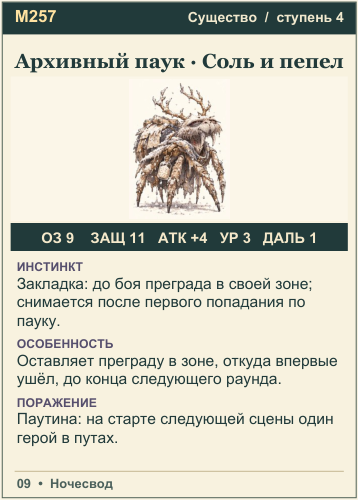 М257
Существо / ступень 4
Архивный паук · Соль и пепел
ОЗ 9 ЗАЩ 11 АТК +4 УР 3 ДАЛЬ 1
ИНСТИНКТ
Закладка: до боя преграда в своей зоне;
снимается после первого попадания по
пауку.
ОСОБЕННОСТЬ
Оставляет преграду в зоне, откуда впервые
ушёл, до конца следующего раунда.
ПОРАЖЕНИЕ
Паутина: на старте следующей сцены один
герой в путах.
09 • Ночесвод